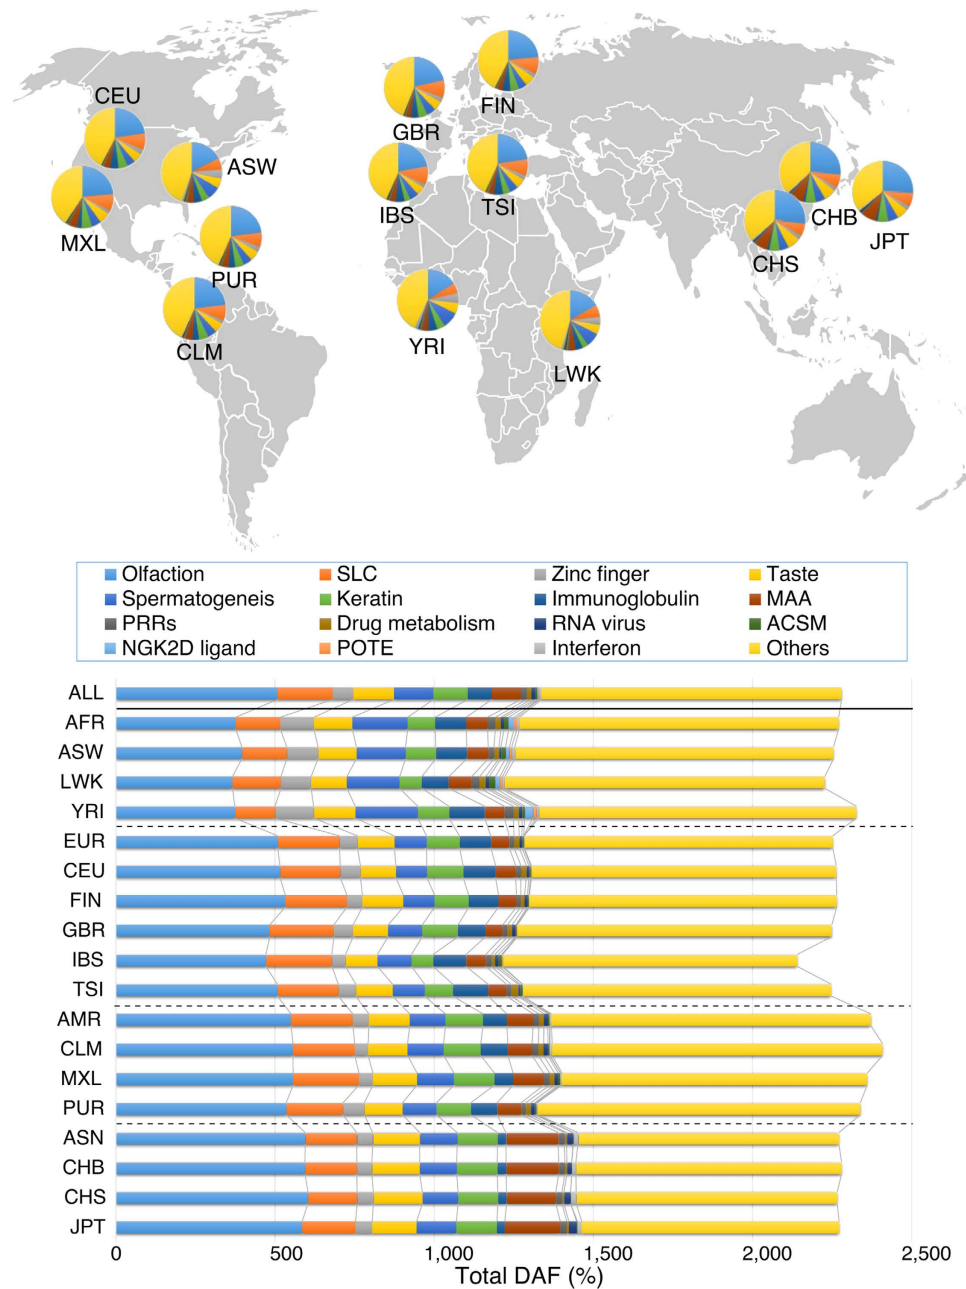 CEU
FIN
GBR
ASW
IBS
TSI
CHB
MXL
JPT
PUR
CHS
CLM
YRI
LWK
Olfaction SLC Zinc finger Taste
Spermatogeneis Keratin Immunoglobulin MAA
PRRs Drug metabolism RNA virus ACSM
NGK2D ligand POTE Interferon Others
ALL
AFR
ASW
LWK
YRI
EUR
CEU
FIN
GBR
IBS
TSI
AMR
CLM
MXL
PUR
ASN
CHB
CHS
JPT
0 500 1,000 1,500 2,000 2,500
Total DAF (%)